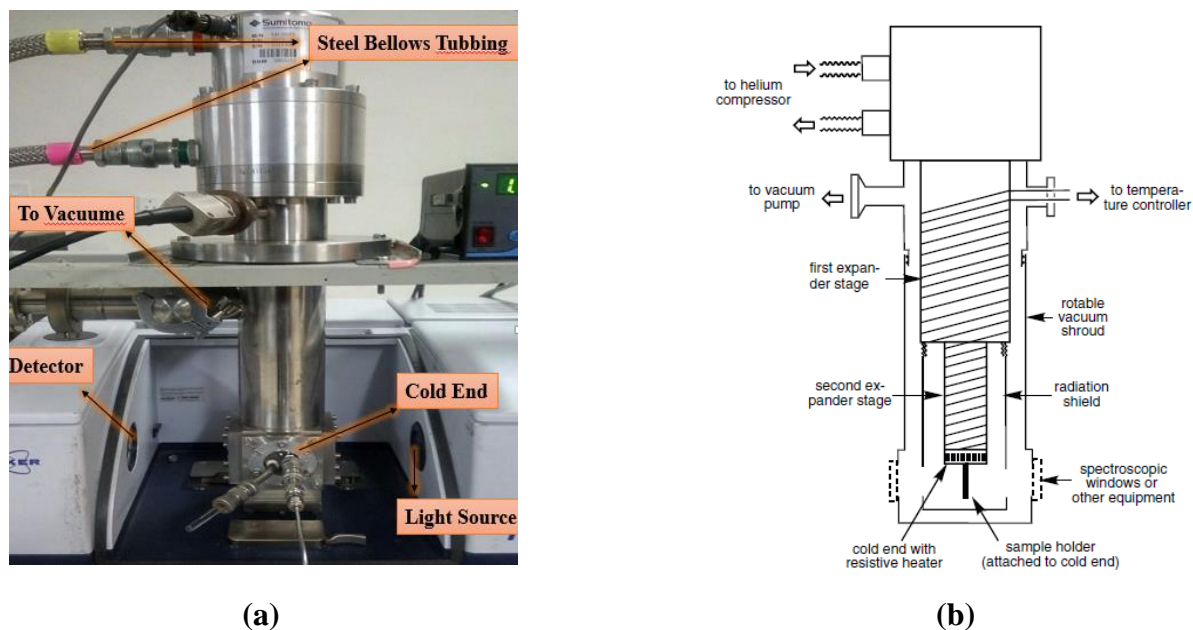 Sumitomo
Steel Bellows Tubbing
To Vacuume
Detector
Cold End
Light Source
KER
(a)
to helium
compressor
to vacuum
pump
to tempera-
ture controller
first expan-
der stage
rotable
vacuum
shroud
second ex-
pander stage
radiation
shield
spectroscopic
windows or
other equipment
cold end with
resistive heater
sample holder
(attached to cold end)
(b)